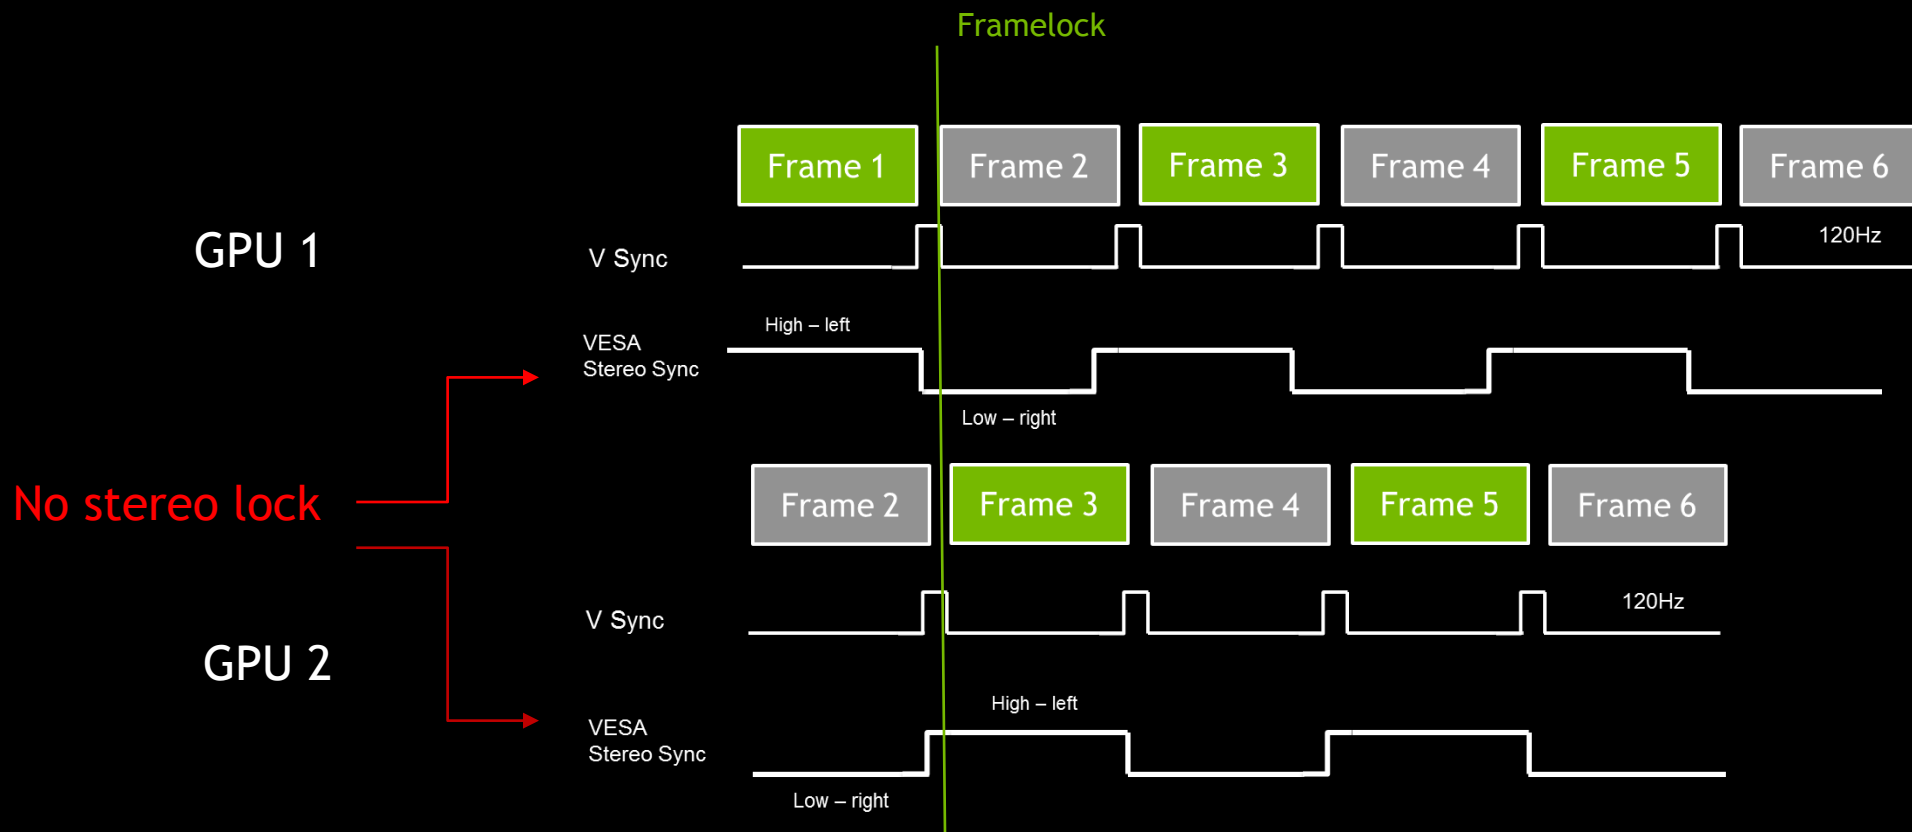 Framelock
Frame 1
Frame 2
Frame 3
Frame 4
Frame 5
Frame 6
GPU 1
V Sync
120Hz
High – left
VESA
Stereo Sync
Low – right
No stereo lock
Frame 2
Frame 3
Frame 4
Frame 5
Frame 6
V Sync
120Hz
GPU 2
High – left
VESA
Stereo Sync
Low – right